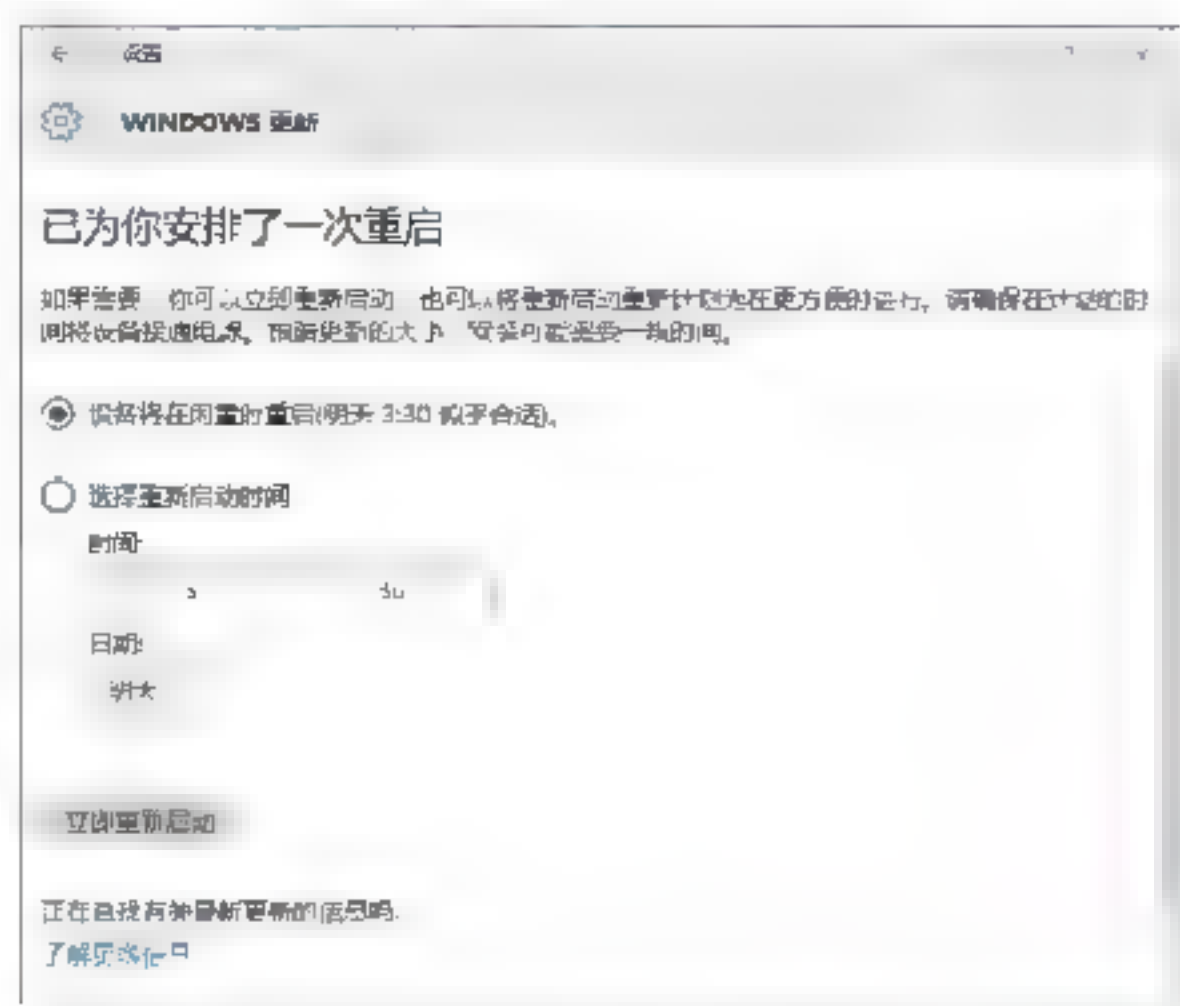 设置
WINDOWS 更新
已为你安排了一次重启
如果需要，你可以立即重新启动，也可以将重新启动重新计划为在更方便时进行。请确保在计划的时
间将设备接通电源。根据更新的大小，安装可能需要一些时间。
设备将在闲置时重启(明天 3:30 似乎合适)。
选择重新启动时间
时间:
3 30
日期:
明天
立即重新启动
正在查找有关最新更新的信息吗?
了解更多信息